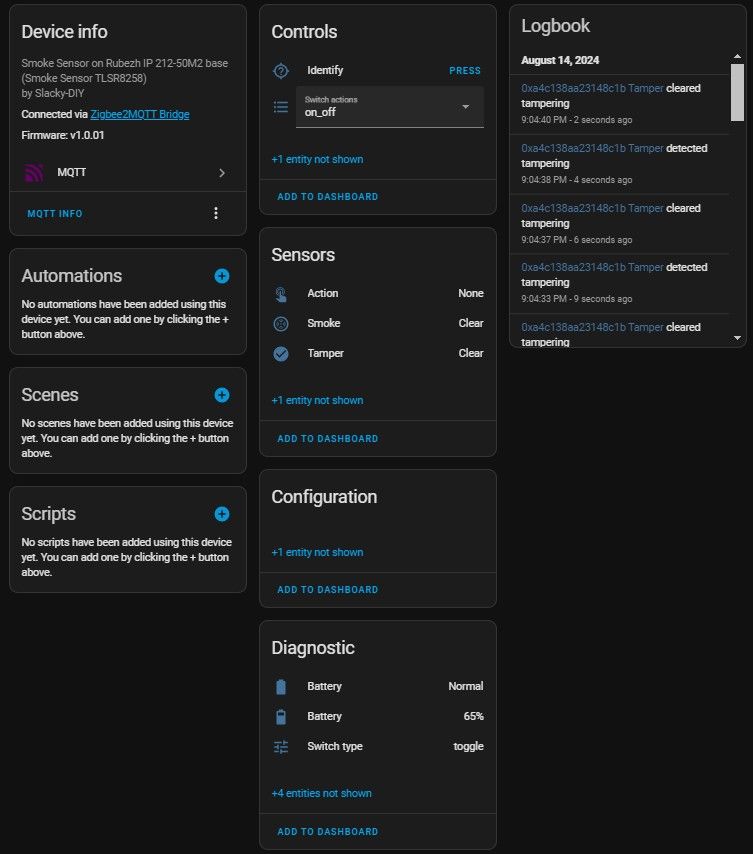 Device info
Smoke Sensor on Rubezh IP 212-50M2 base
(Smoke Sensor TLSR8258)
by Slacky-DIY
Connected via Zigbee2MQTT Bridge
Firmware: v1.0.01
MQTT
MQTT INFO
Automations
No automations have been added using this
device yet. You can add one by clicking the +
button above.
Scenes
No scenes have been added using this device
yet. You can add one by clicking the + button
above.
Scripts
No scripts have been added using this device
yet. You can add one by clicking the + button
above.
Controls
Identify PRESS
Switch actions
on_off
+1 entity not shown
ADD TO DASHBOARD
Sensors
Action None
Smoke Clear
Tamper Clear
+1 entity not shown
ADD TO DASHBOARD
Configuration
+1 entity not shown
ADD TO DASHBOARD
Diagnostic
Battery Normal
Battery 65%
Switch type toggle
+4 entities not shown
ADD TO DASHBOARD
Logbook
August 14, 2024
0xa4c138aa23148c1b Tamper cleared
tampering
9:04:40 PM - 2 seconds ago
0xa4c138aa23148c1b Tamper detected
tampering
9:04:38 PM - 4 seconds ago
0xa4c138aa23148c1b Tamper cleared
tampering
9:04:37 PM - 6 seconds ago
0xa4c138aa23148c1b Tamper detected
tampering
9:04:33 PM - 9 seconds ago
0xa4c138aa23148c1b Tamper cleared
tampering